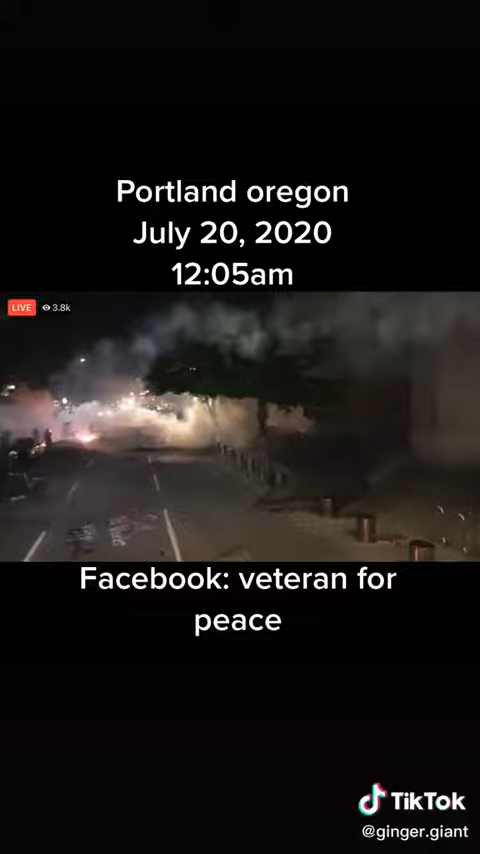 Portland oregon
July 20, 2020
12:05am
LIVE 3.8k
Facebook: veteran for
peace
TikTok
@ginger.giant